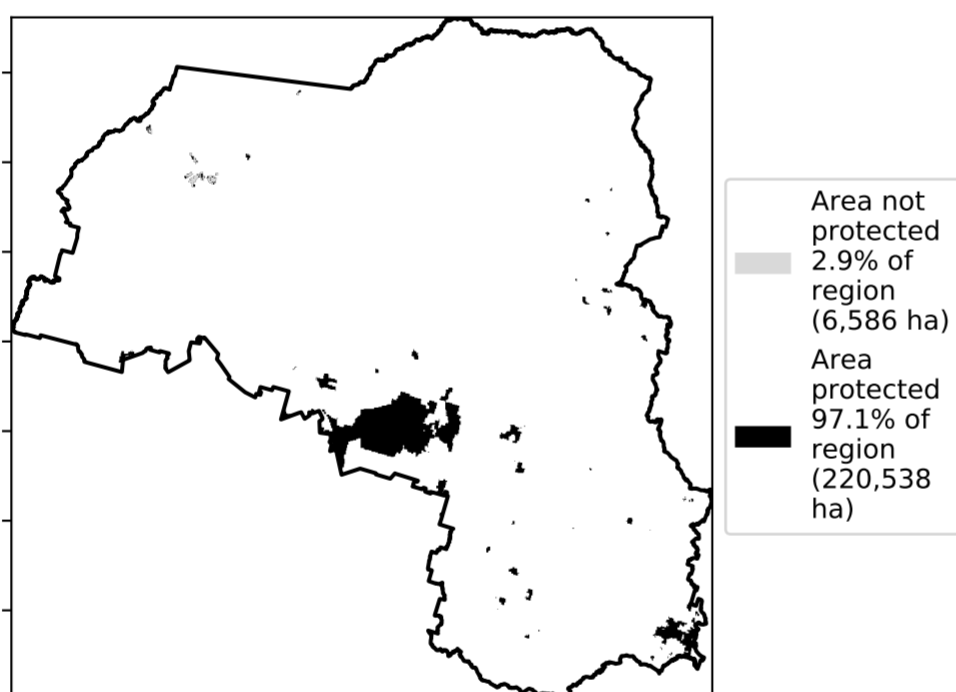 Area not
protected
2.9% of
region
(6,586 ha)
Area
protected
97.1% of
region
(220,538
ha)